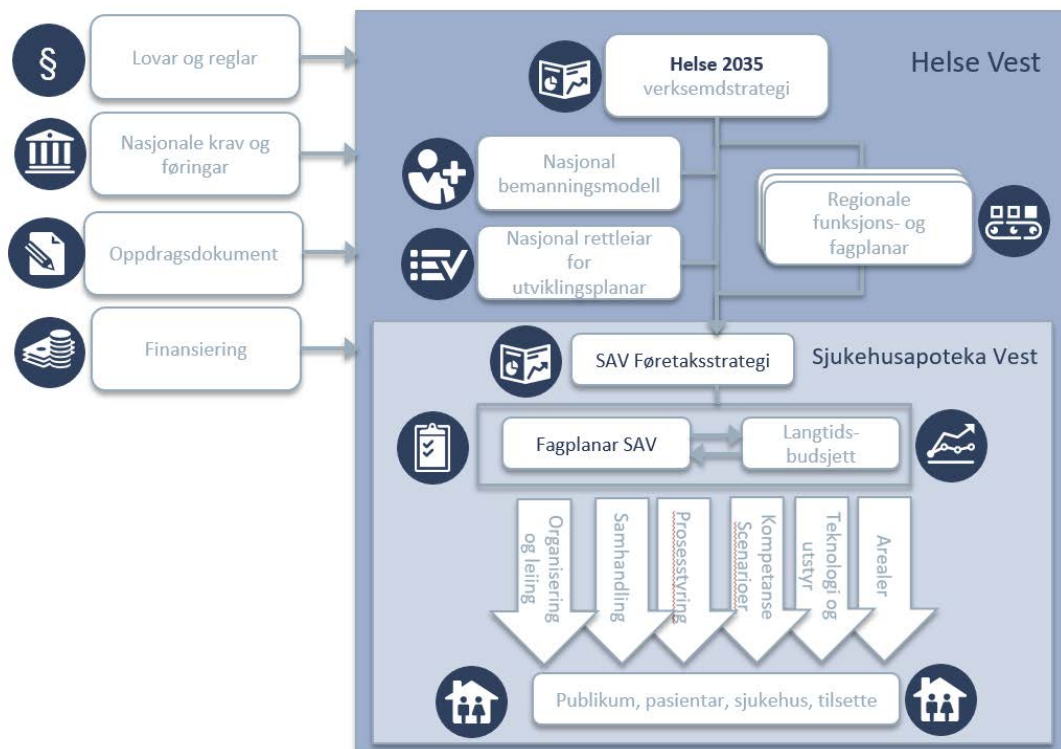 §
Lovar og reglar
Nasjonale krav og
føringar
Oppdragsdokument
Finansiering
Helse Vest
Helse 2035
verksemdstrategi
Nasjonal
bemanningsmodell
Regionale
funksjons- og
fagplanar
Nasjonal rettleiar
for
utviklingsplanar
Sjukehusapoteka Vest
SAV Føretaksstrategi
Fagplanar SAV
Langtids-
budsjett
Organisering
og leiing
Samhandling
Prosesstyring
Kompetanse
Scenarioer
Teknologi og
utstyr
Arealer
Publikum, pasientar, sjukehus, tilsette